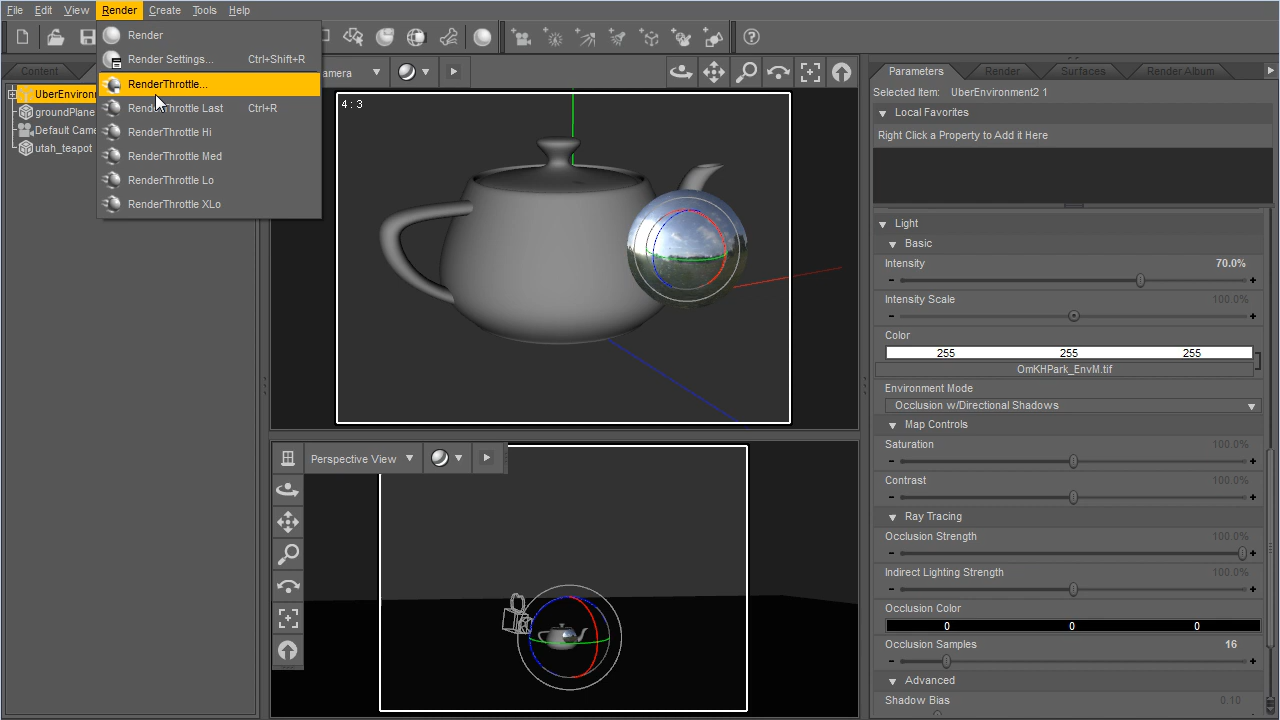 File Edit View Render Create Tools Help
Render
Render Settings... Ctrl+Shift+R
RenderThrottle...
RenderThrottle Last Ctrl+R
RenderThrottle Hi
RenderThrottle Med
RenderThrottle Lo
RenderThrottle XLo
Content
groundPlane
utah_teapot
4 : 3
Perspective View
Parameters Render Surfaces Render Album
Selected Item: UberEnvironment2 1
Local Favorites
Right Click a Property to Add it Here
Light
Basic
Intensity 70.0%
Intensity Scale 100.0%
Color
255 255 255
OmKHPark_EnvM.tif
Environment Mode
Occlusion w/Directional Shadows
Map Controls
Saturation 100.0%
Contrast 100.0%
Ray Tracing
Occlusion Strength 100.0%
Indirect Lighting Strength 100.0%
Occlusion Color
0 0 0
Occlusion Samples 16
Advanced
Shadow Bias 0.10